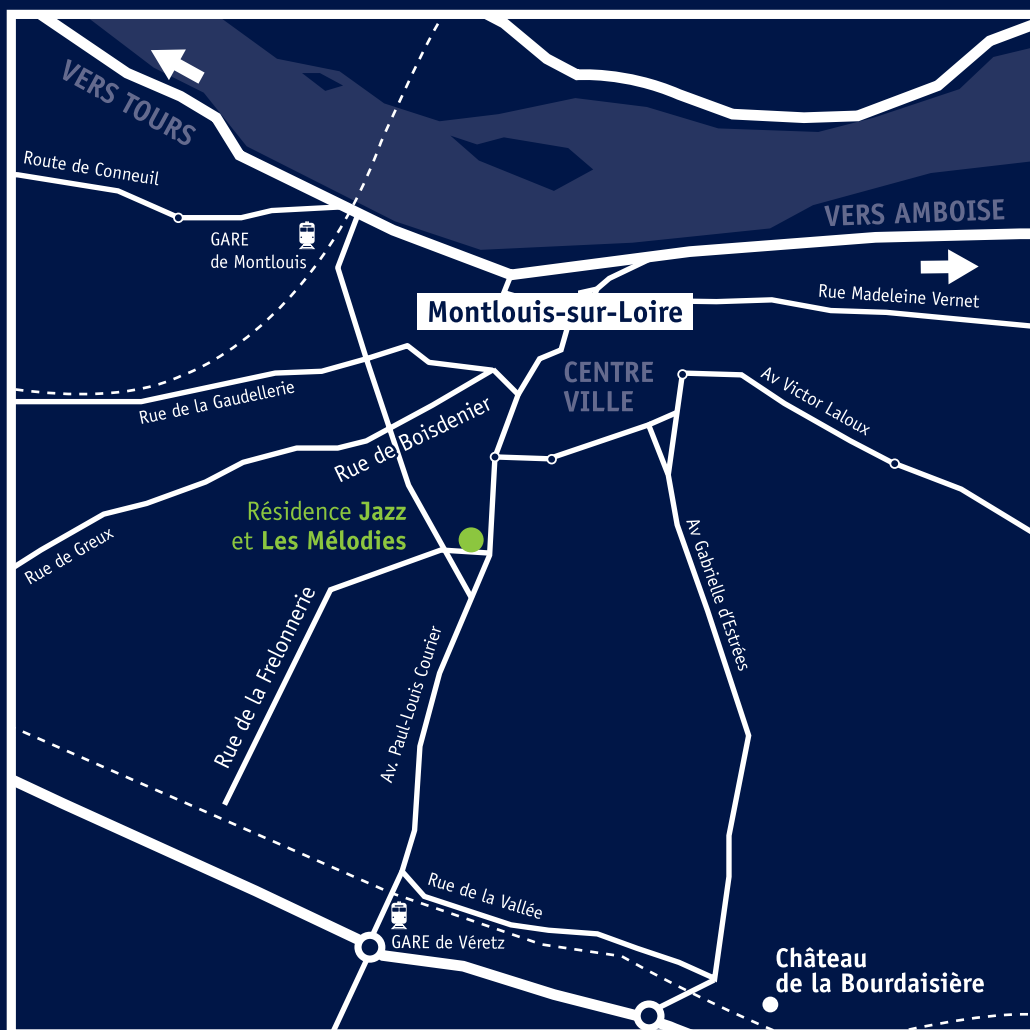 VERS TOURS
Route de Conneuil
GARE
de Montlouis
VERS AMBOISE
Rue Madeleine Vernet
Montlouis-sur-Loire
CENTRE
VILLE
Av Victor Laloux
Rue de la Gaudellerie
Rue de Boisdenier
Rue de Greux
Résidence Jazz
et Les Mélodies
Av Gabrielle d'Estrées
Rue de la Frelonnerie
Av. Paul-Louis Courier
Rue de la Vallée
GARE de Véretz
Château
de la Bourdaisière